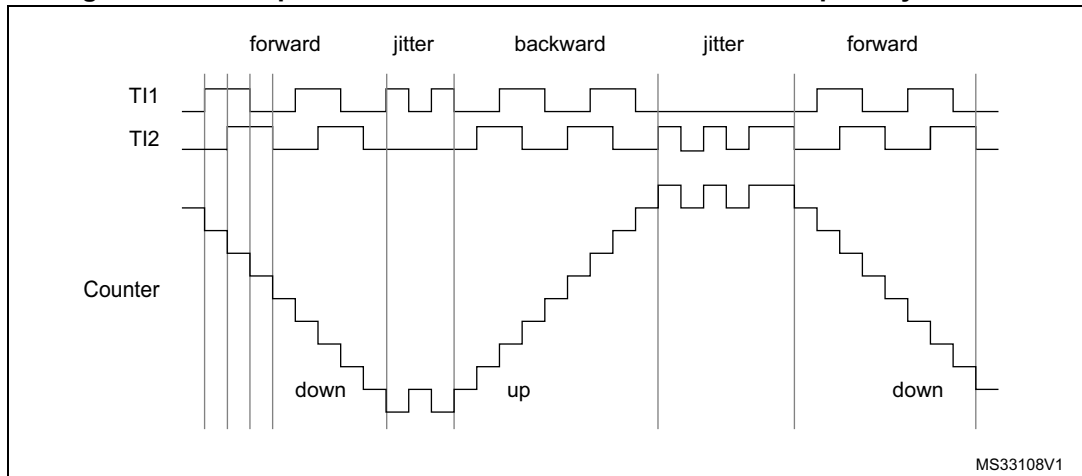 forward jitter backward jitter forward
TI1
TI2
Counter
down up down
MS33108V1